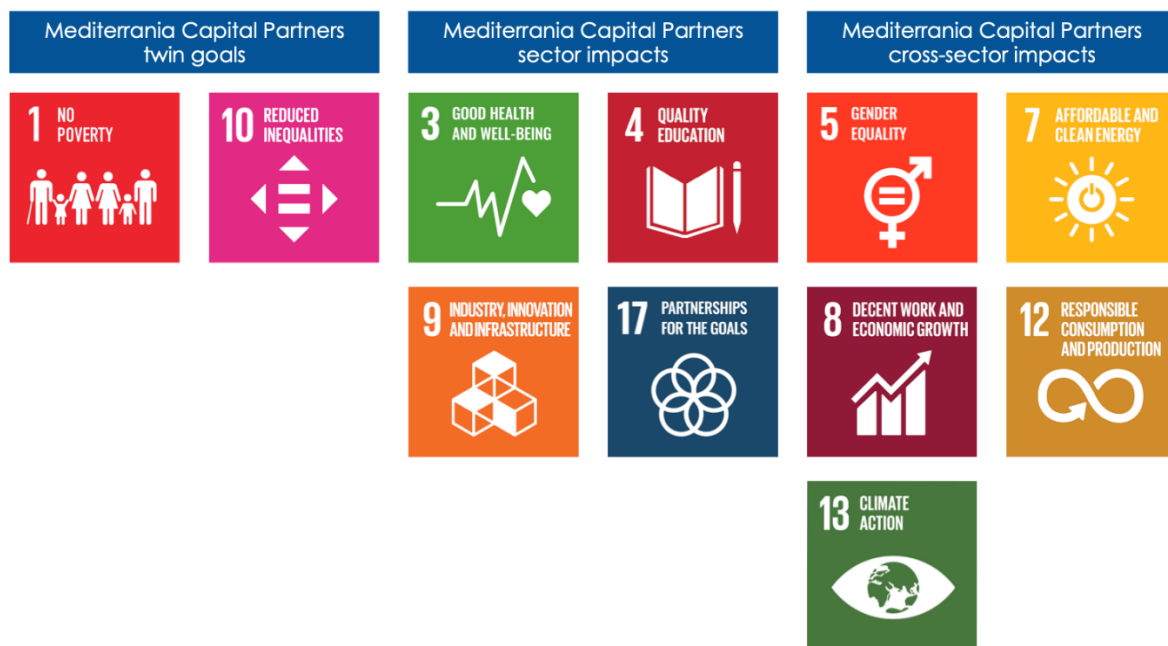 Mediterrania Capital Partners
twin goals
Mediterrania Capital Partners
sector impacts
Mediterrania Capital Partners
cross-sector impacts
1 NO
POVERTY
10 REDUCED
INEQUALITIES
3 GOOD HEALTH
AND WELL-BEING
4 QUALITY
EDUCATION
5 GENDER
EQUALITY
7 AFFORDABLE AND
CLEAN ENERGY
9 INDUSTRY, INNOVATION
AND INFRASTRUCTURE
17 PARTNERSHIPS
FOR THE GOALS
8 DECENT WORK AND
ECONOMIC GROWTH
12 RESPONSIBLE
CONSUMPTION
AND PRODUCTION
13 CLIMATE
ACTION